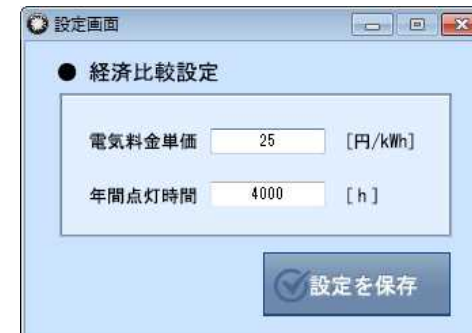 設定画面
● 経済比較設定
電気料金単価 25 [円/kWh]
年間点灯時間 4000 [h]
設定を保存